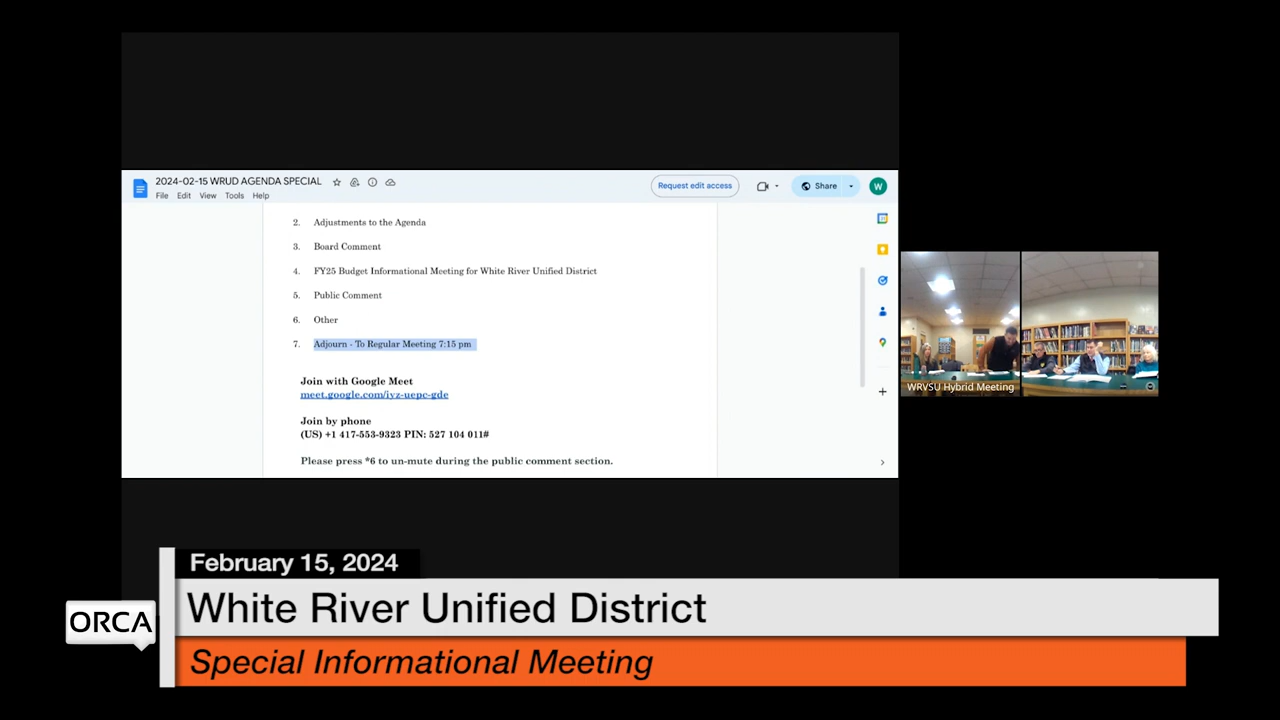 2024-02-15 WRUD AGENDA SPECIAL
File Edit View Tools Help
Request edit access
Share
W
2. Adjustments to the Agenda
3. Board Comment
4. FY25 Budget Informational Meeting for White River Unified District
5. Public Comment
6. Other
7. Adjourn - To Regular Meeting 7:15 pm
Join with Google Meet
meet.google.com/iyz-uepc-gde
Join by phone
(US) +1 417-553-9323 PIN: 527 104 011#
Please press *6 to un-mute during the public comment section.
WRVSU Hybrid Meeting
February 15, 2024
White River Unified District
ORCA
Special Informational Meeting